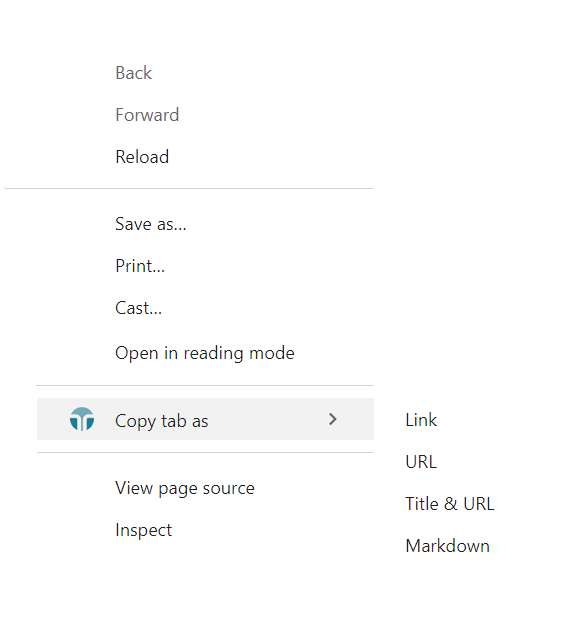 Back
Forward
Reload
Save as...
Print...
Cast...
Open in reading mode
Copy tab as
Link
URL
Title & URL
Markdown
View page source
Inspect